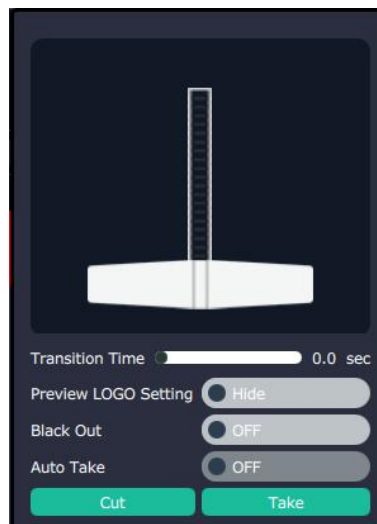 Transition Time 0.0 sec
Preview LOGO Setting Hide
Black Out OFF
Auto Take OFF
Cut Take